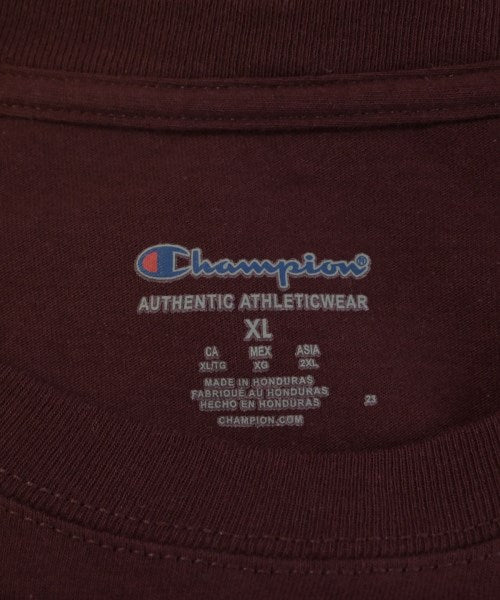 Champion®
AUTHENTIC ATHLETICWEAR
XL
CA MEX ASIA
XL/TG XG 2XL
MADE IN HONDURAS
FABRIQUÉ AU HONDURAS
HECHO EN HONDURAS
23
CHAMPION.COM